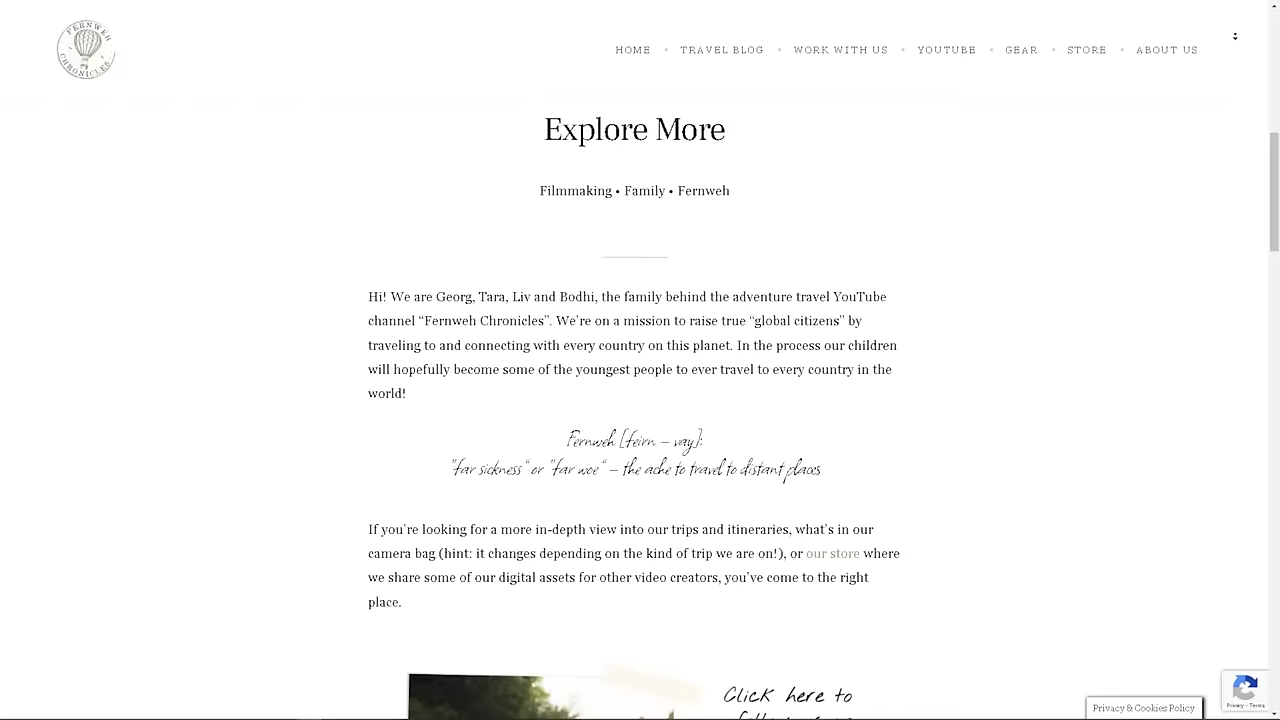 FERNWEH
CHRONICLES
HOME • TRAVEL BLOG • WORK WITH US • YOUTUBE • GEAR • STORE • ABOUT US
Explore More
Filmmaking • Family • Fernweh
Hi! We are Georg, Tara, Liv and Bodhi, the family behind the adventure travel YouTube
channel “Fernweh Chronicles”. We’re on a mission to raise true “global citizens” by
traveling to and connecting with every country on this planet. In the process our children
will hopefully become some of the youngest people to ever travel to every country in the
world!
Fernweh [feirn – vay]:
"far sickness" or "far woe" – the ache to travel to distant places
If you’re looking for a more in-depth view into our trips and itineraries, what’s in our
camera bag (hint: it changes depending on the kind of trip we are on!), or our store where
we share some of our digital assets for other video creators, you’ve come to the right
place.
Click here to
Privacy & Cookies Policy
Privacy - Terms